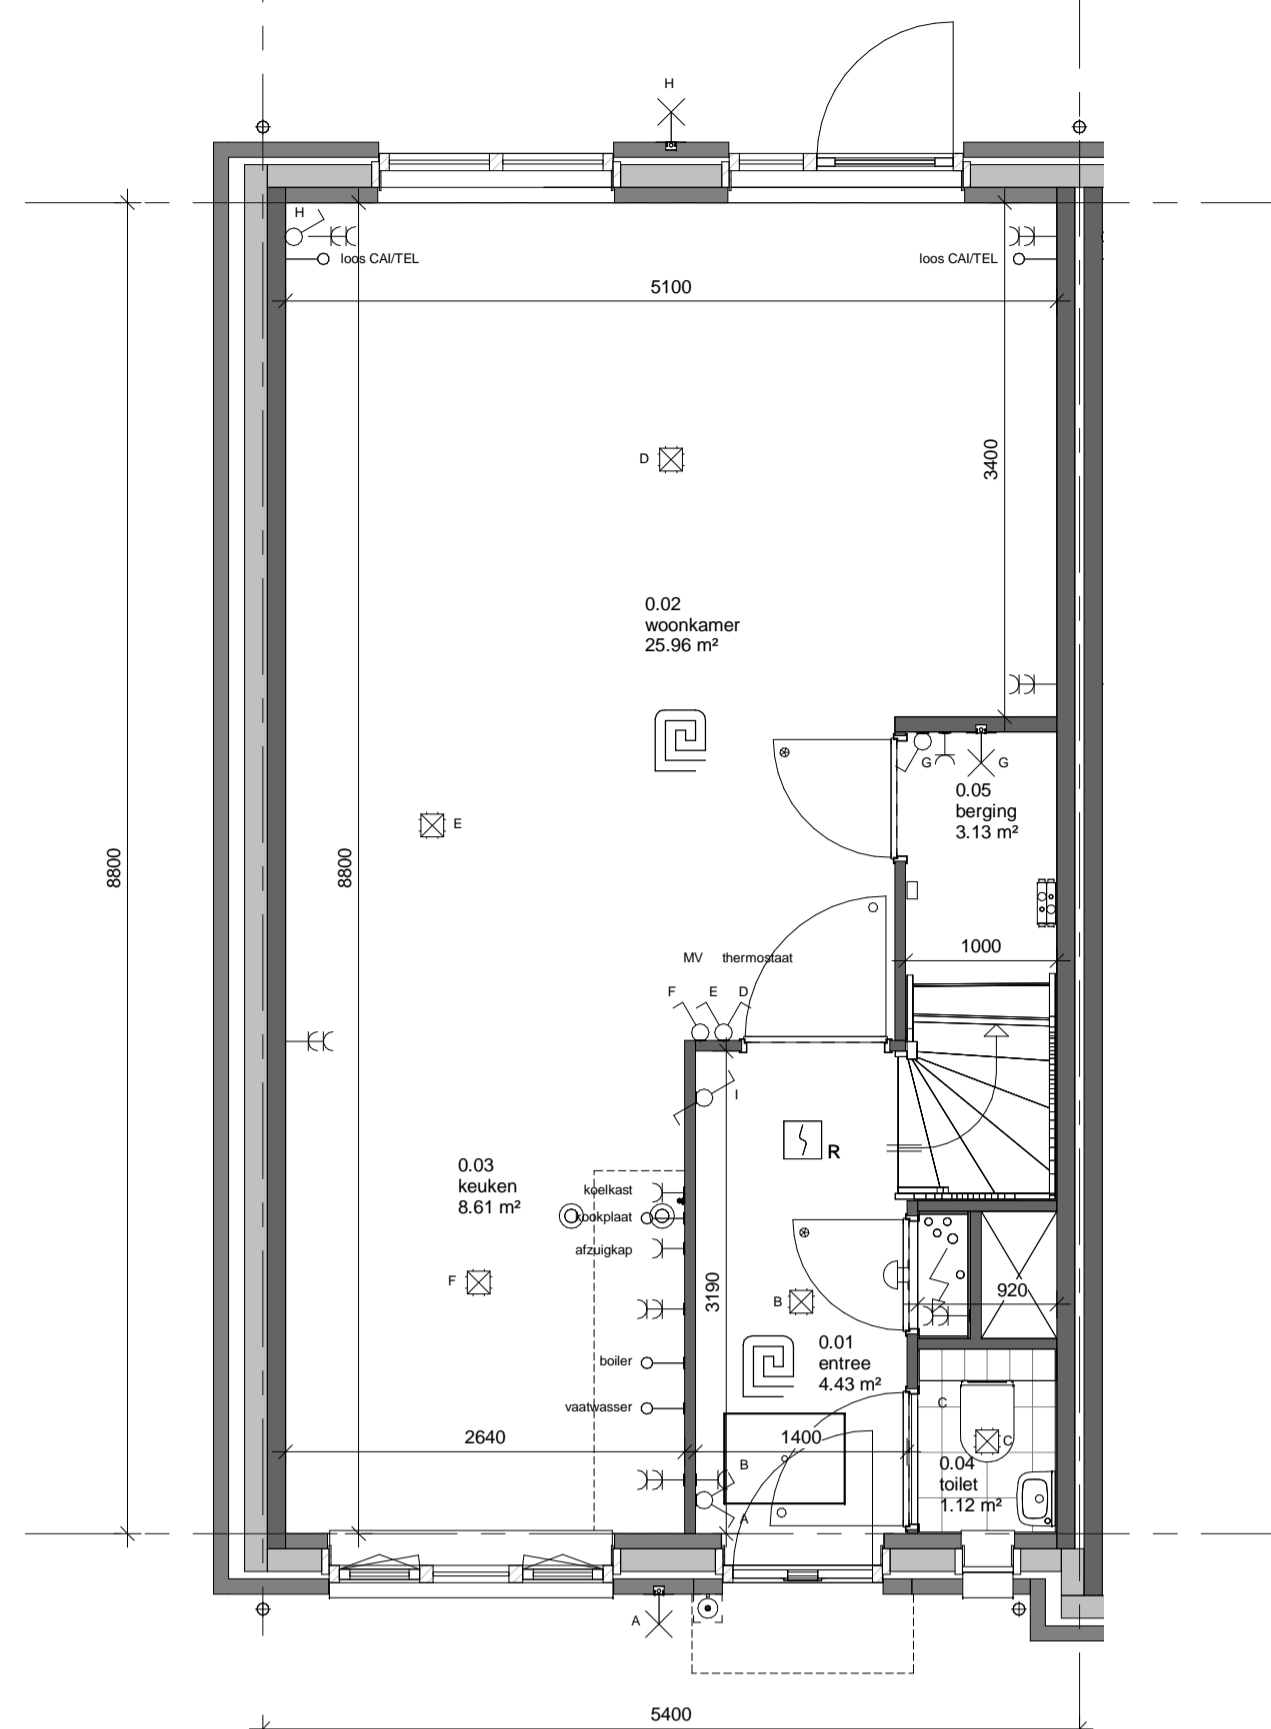 H
H
loos CAI/TEL
loos CAI/TEL
5100
D
3400
0.02
woonkamer
25.96 m²
G
G
0.05
berging
3.13 m²
E
8800
8800
1000
MV
thermostaat
F
E
D
I
R
0.03
keuken
8.61 m²
koelkast
kookplaat
afzuigkap
F
3190
B
920
0.01
entree
4.43 m²
boiler
vaatwasser
C
2640
1400
C
B
0.04
toilet
1.12 m²
A
A
5400